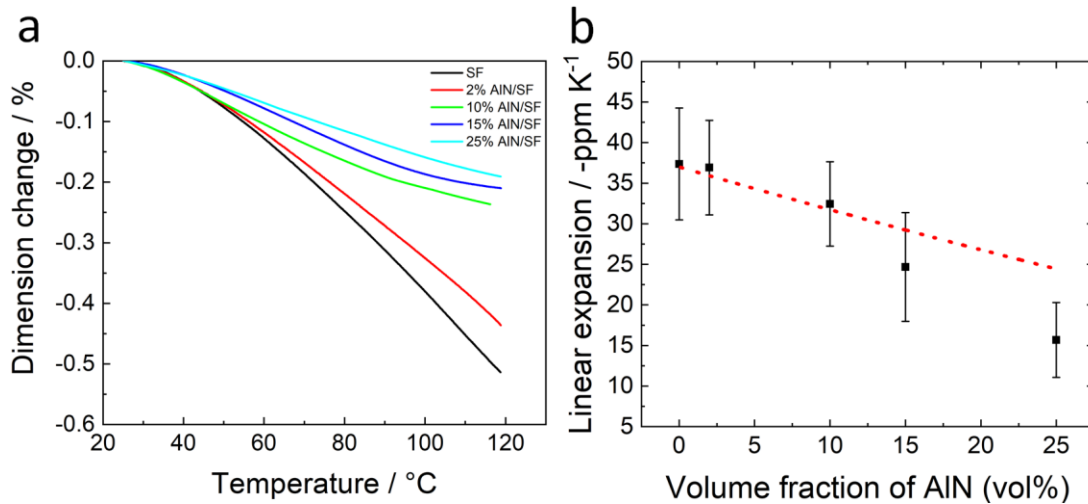 a
Dimension change / %
0.0
-0.1
-0.2
-0.3
-0.4
-0.5
-0.6
SF
2% AlN/SF
10% AlN/SF
15% AlN/SF
25% AlN/SF
20 40 60 80 100 120
Temperature / °C
b
Linear expansion / -ppm K⁻¹
50
45
40
35
30
25
20
15
10
5
0 5 10 15 20 25
Volume fraction of AlN (vol%)